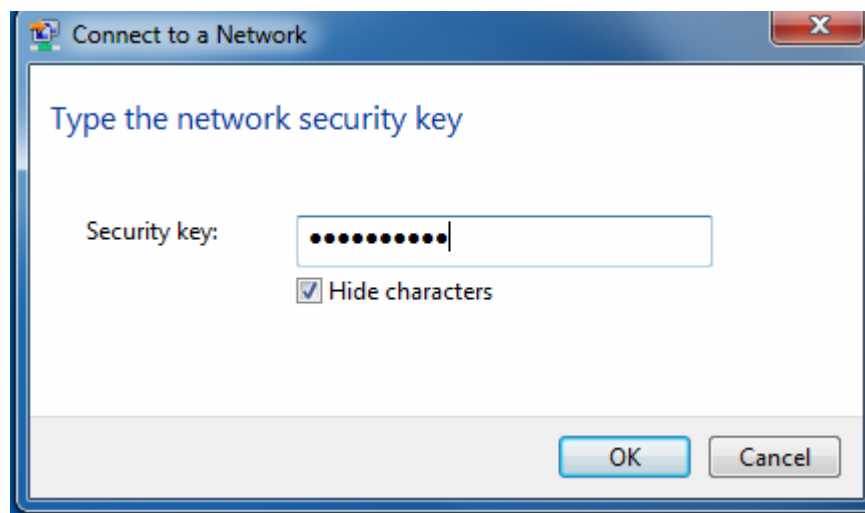 Connect to a Network
Type the network security key
Security key: ••••••••••
Hide characters
OK Cancel